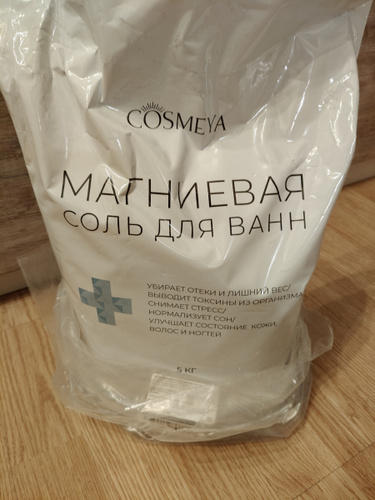 COSMEYA
МАГНИЕВАЯ
СОЛЬ ДЛЯ ВАНН
УБИРАЕТ ОТЕКИ И ЛИШНИЙ ВЕС/
ВЫВОДИТ ТОКСИНЫ ИЗ ОРГАНИЗМА
СНИМАЕТ СТРЕСС/
НОРМАЛИЗУЕТ СОН/
УЛУЧШАЕТ СОСТОЯНИЕ КОЖИ,
ВОЛОС И НОГТЕЙ
5 КГ